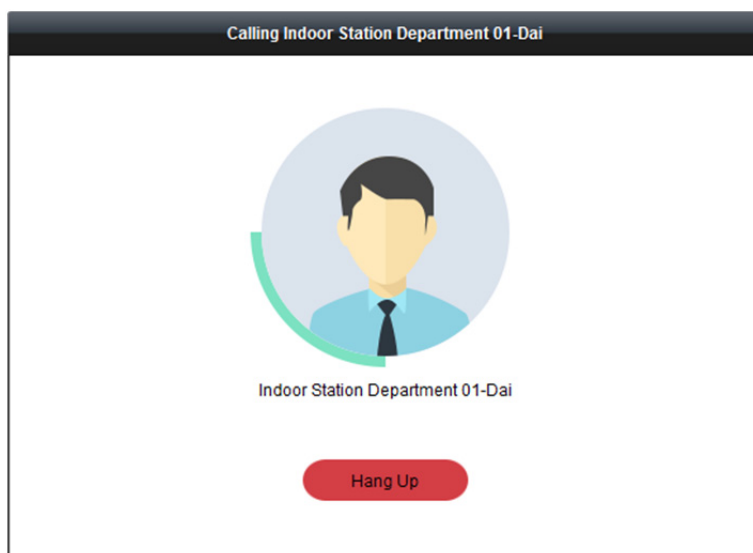 Calling Indoor Station Department 01-Dai
Indoor Station Department 01-Dai
Hang Up